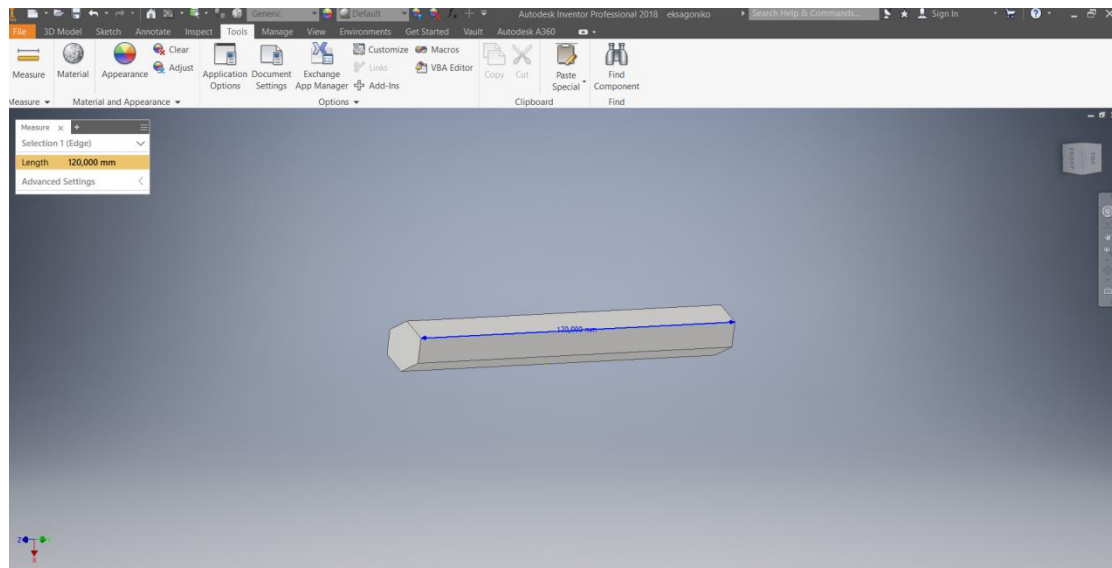 Generic Default Autodesk Inventor Professional 2018 eksagoniko Search Help & Commands... Sign In
File 3D Model Sketch Annotate Inspect Tools Manage View Environments Get Started Vault Autodesk A360
Measure Material Appearance Clear Adjust Application Options Document Settings Exchange App Manager Customize Links Add-Ins Macros VBA Editor Copy Cut Paste Special Find Component
Measure Material and Appearance Options Clipboard Find
Measure
Selection 1 (Edge)
Length 120,000 mm
Advanced Settings
FRONT TOP
120,000 mm
Z
X